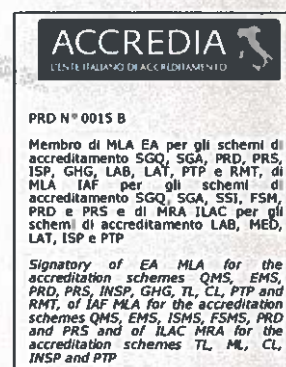 ACCREDIA
L'ENTE ITALIANO DI ACCREDITAMENTO
PRD N° 0015 B
Membro di MLA EA per gli schemi di
accreditamento SGQ, SGA, PRD, PRS,
ISP, GHG, LAB, LAT, PTP e RMT, di
MLA IAF per gli schemi di
accreditamento SGQ, SGA, SSI, FSM,
PRD e PRS e di MRA ILAC per gli
schemi di accreditamento LAB, MED,
LAT, ISP e PTP
Signatory of EA MLA for the
accreditation schemes QMS, EMS,
PRD, PRS, INSP, GHG, TL, CL, PTP and
RMT, of IAF MLA for the accreditation
schemes QMS, EMS, ISMS, FSMS, PRD
and PRS and of ILAC MRA for the
accreditation schemes TL, ML, CL,
INSP and PTP